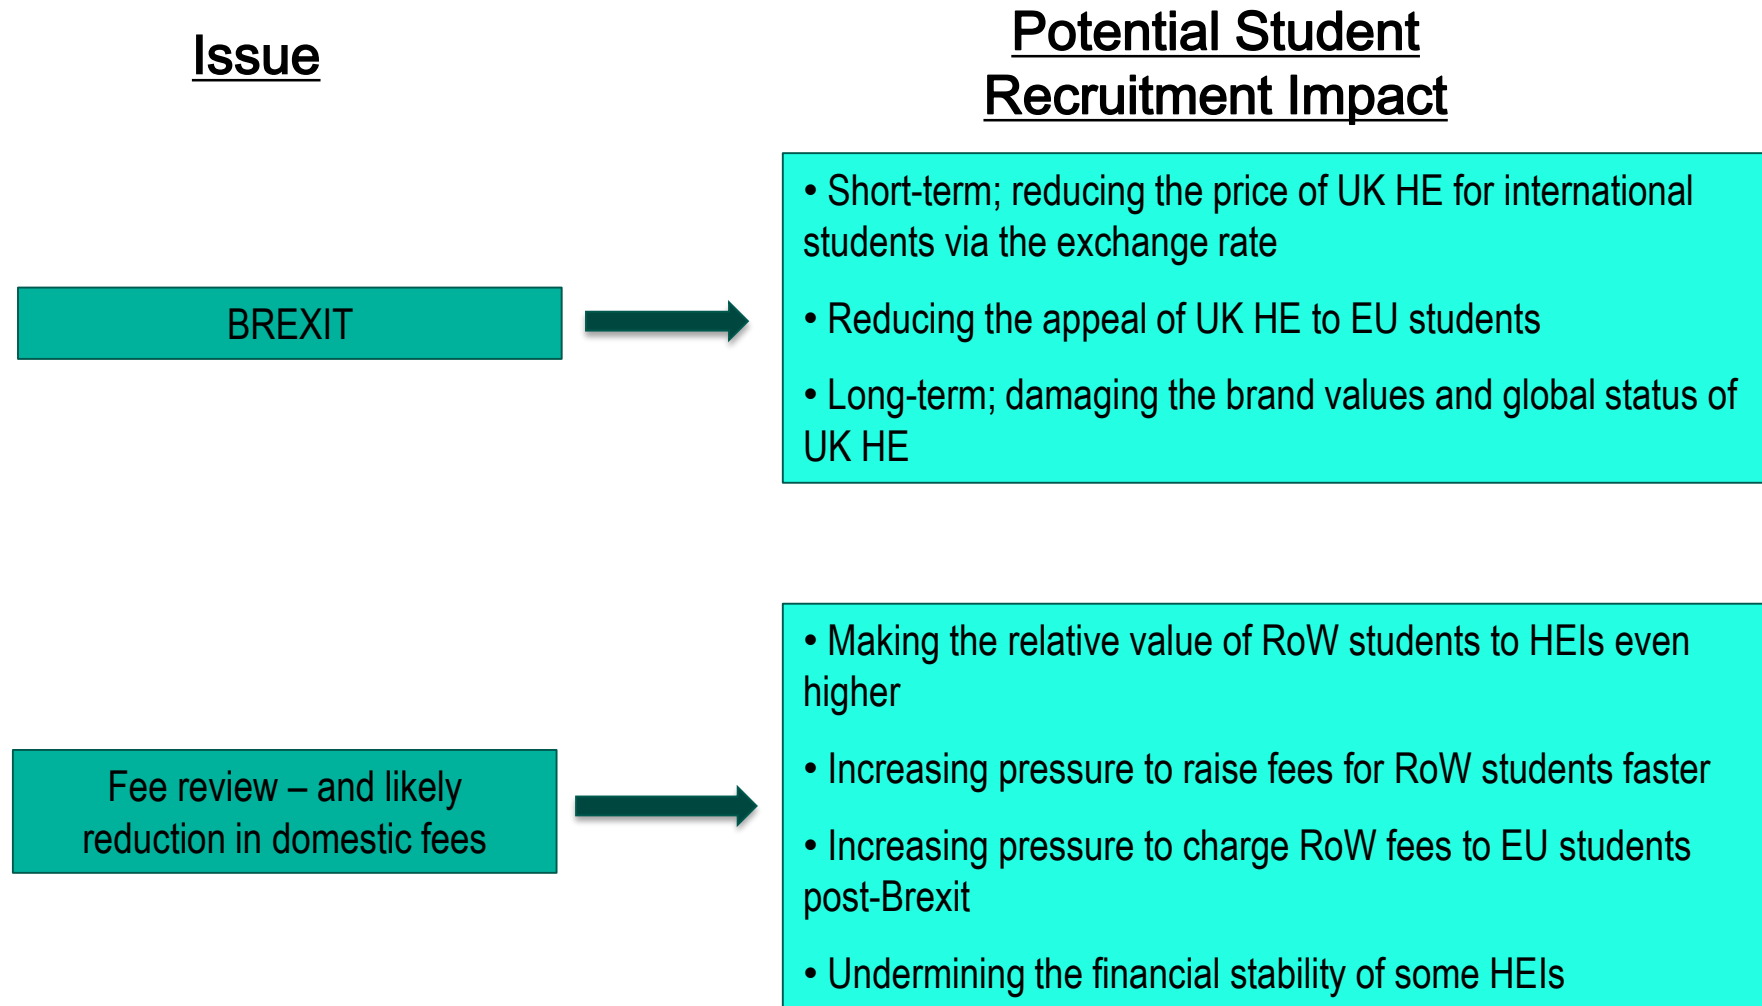 Issue
Potential Student
Recruitment Impact
BREXIT
• Short-term; reducing the price of UK HE for international
students via the exchange rate
• Reducing the appeal of UK HE to EU students
• Long-term; damaging the brand values and global status of
UK HE
Fee review – and likely
reduction in domestic fees
• Making the relative value of RoW students to HEIs even
higher
• Increasing pressure to raise fees for RoW students faster
• Increasing pressure to charge RoW fees to EU students
post-Brexit
• Undermining the financial stability of some HEIs